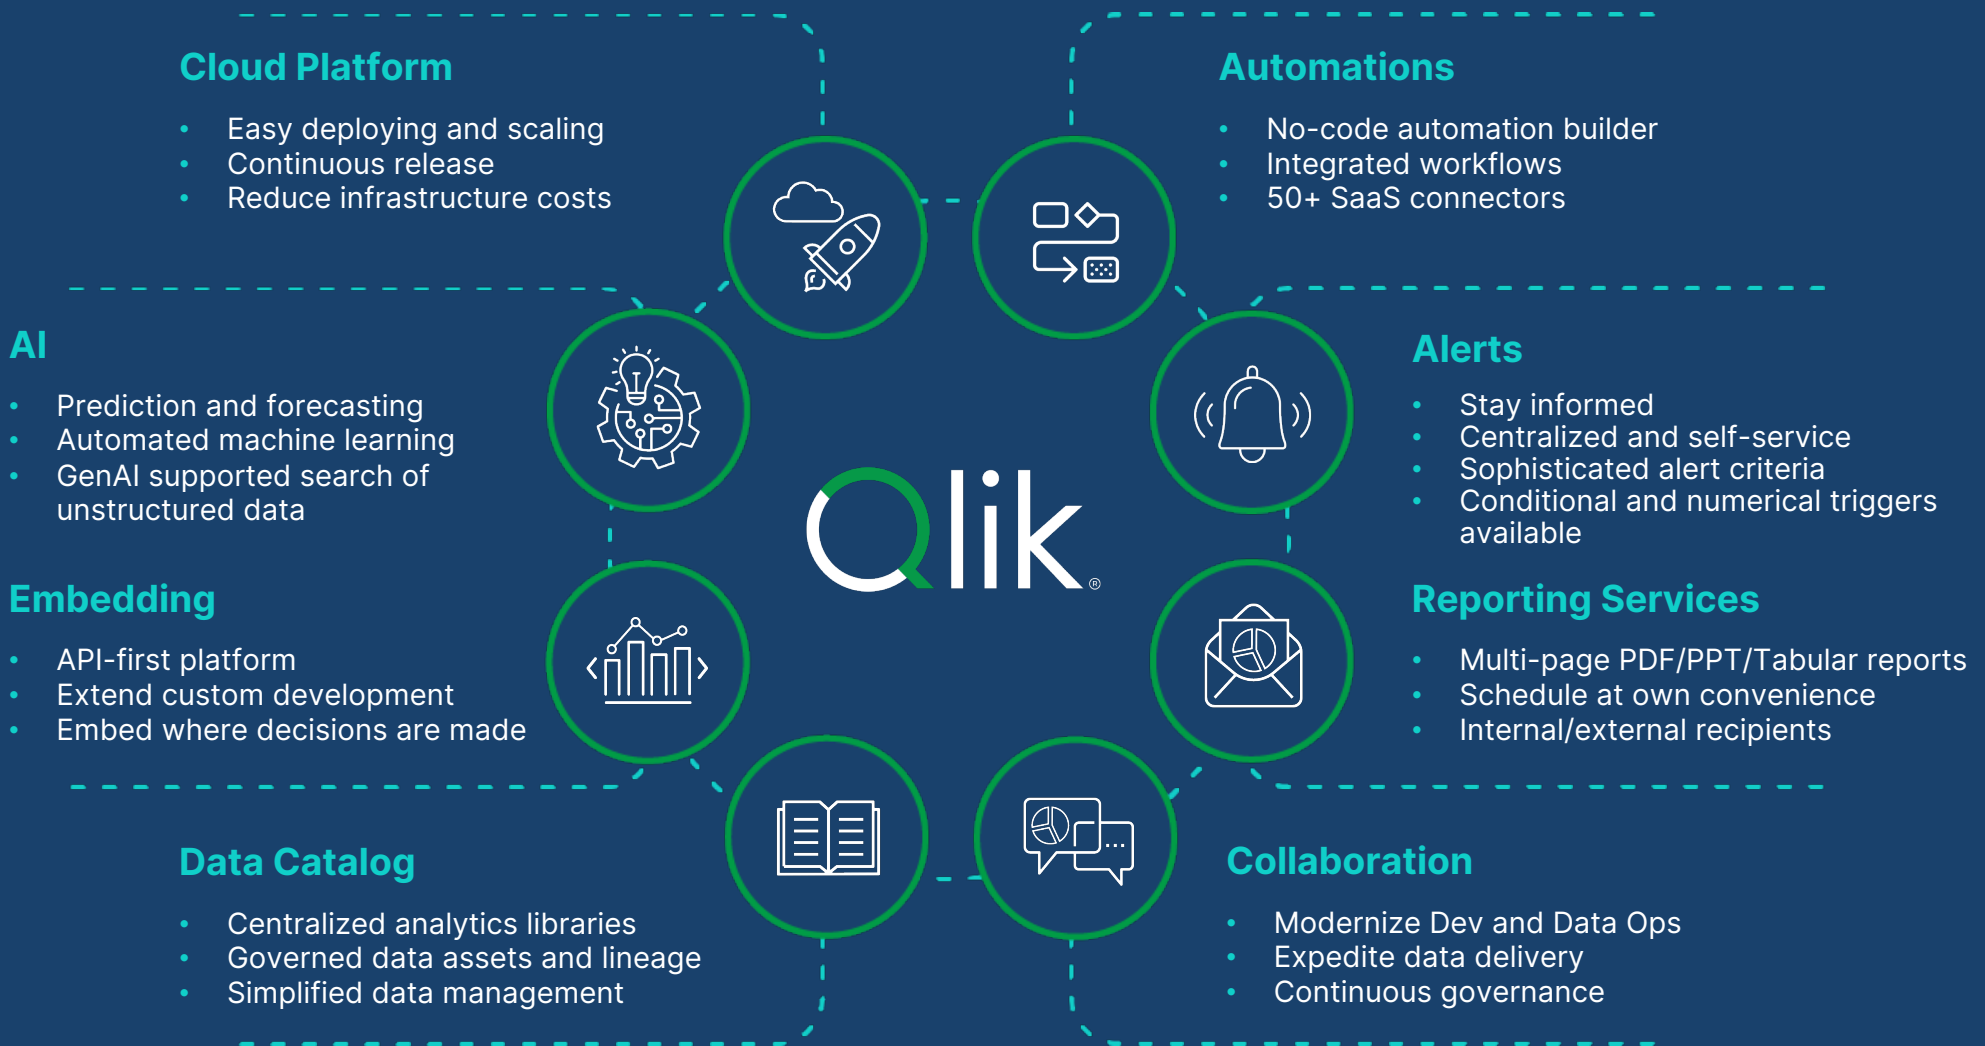 Cloud Platform
• Easy deploying and scaling
• Continuous release
• Reduce infrastructure costs
Automations
• No-code automation builder
• Integrated workflows
• 50+ SaaS connectors
AI
• Prediction and forecasting
• Automated machine learning
• GenAI supported search of
unstructured data
Alerts
• Stay informed
• Centralized and self-service
• Sophisticated alert criteria
• Conditional and numerical triggers
available
Qlik®
Embedding
• API-first platform
• Extend custom development
• Embed where decisions are made
Reporting Services
• Multi-page PDF/PPT/Tabular reports
• Schedule at own convenience
• Internal/external recipients
Data Catalog
• Centralized analytics libraries
• Governed data assets and lineage
• Simplified data management
Collaboration
• Modernize Dev and Data Ops
• Expedite data delivery
• Continuous governance